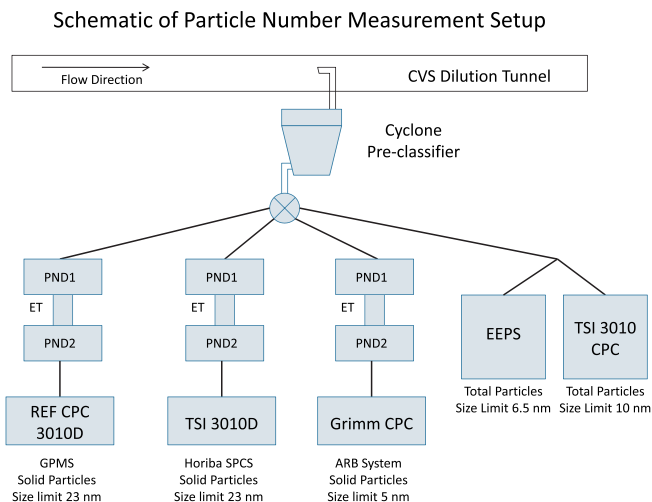 Schematic of Particle Number Measurement Setup
Flow Direction
CVS Dilution Tunnel
Cyclone
Pre-classifier
PND1
ET
PND2
REF CPC
3010D
GPMS
Solid Particles
Size limit 23 nm
PND1
ET
PND2
TSI 3010D
Horiba SPCS
Solid Particles
Size limit 23 nm
PND1
ET
PND2
Grimm CPC
ARB System
Solid Particles
Size limit 5 nm
EEPS
Total Particles
Size Limit 6.5 nm
TSI 3010
CPC
Total Particles
Size Limit 10 nm